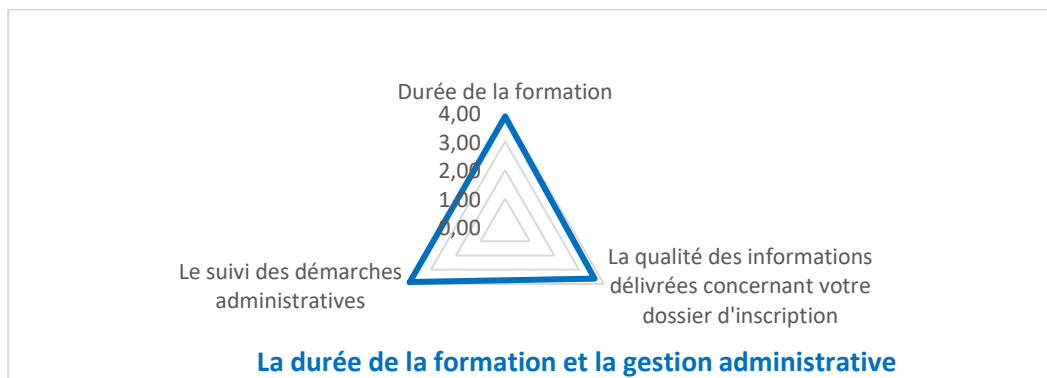 Durée de la formation
4,00
3,00
2,00
1,00
0,00
Le suivi des démarches
administratives
La qualité des informations
délivrées concernant votre
dossier d'inscription
La durée de la formation et la gestion administrative